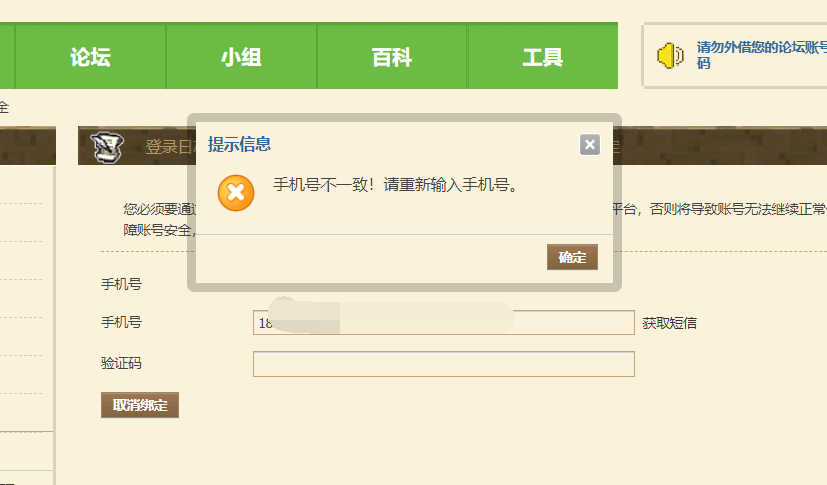 论坛
小组
百科
工具
请勿外借您的论坛账号
码
全
登录日
定
提示信息
手机号不一致！请重新输入手机号。
您必须要通
平台，否则将导致账号无法继续正常
障账号安全，
确定
手机号
手机号
18
获取短信
验证码
取消绑定